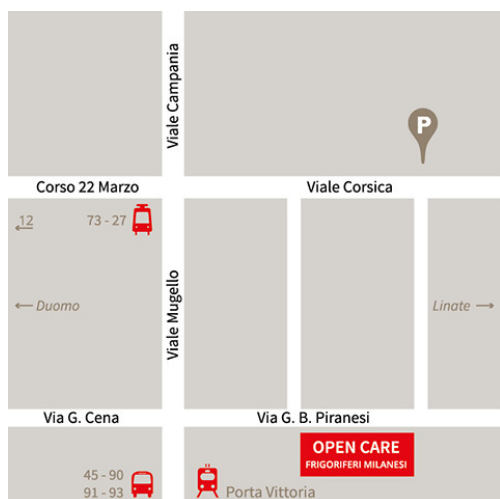 Viale Campania
P
Corso 22 Marzo
Viale Corsica
12
73 - 27
Viale Mugello
Duomo
Linate
Via G. Cena
Via G. B. Piranesi
OPEN CARE
FRIGORIFERI MILANESI
45 - 90
91 - 93
Porta Vittoria